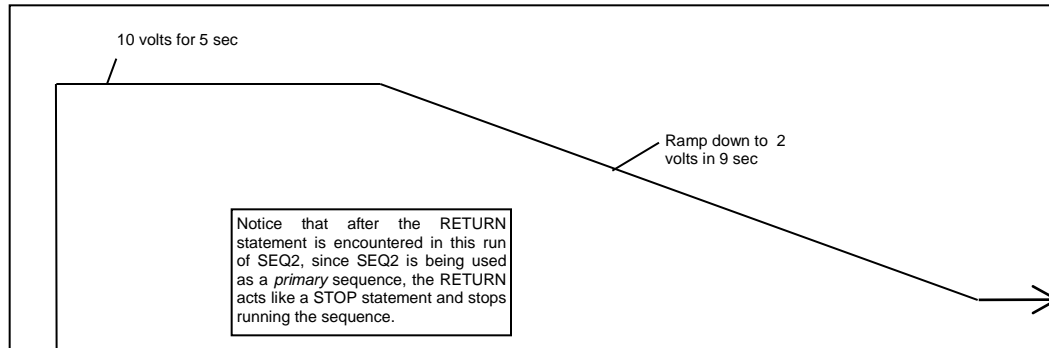 10 volts for 5 sec
Ramp down to 2
volts in 9 sec
Notice that after the RETURN
statement is encountered in this run
of SEQ2, since SEQ2 is being used
as a primary sequence, the RETURN
acts like a STOP statement and stops
running the sequence.